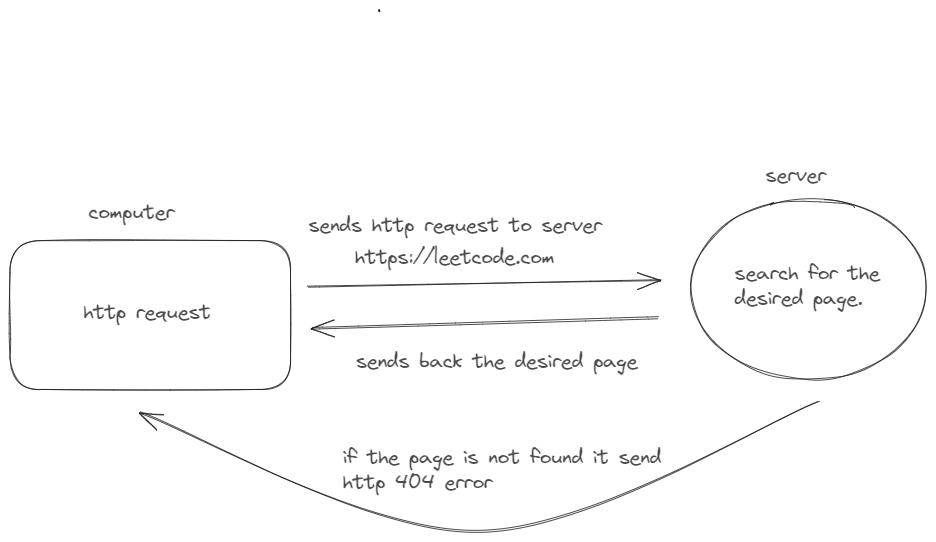 server
computer
sends http request to server
https://leetcode.com
search for the
desired page.
http request
sends back the desired page
if the page is not found it send
http 404 error